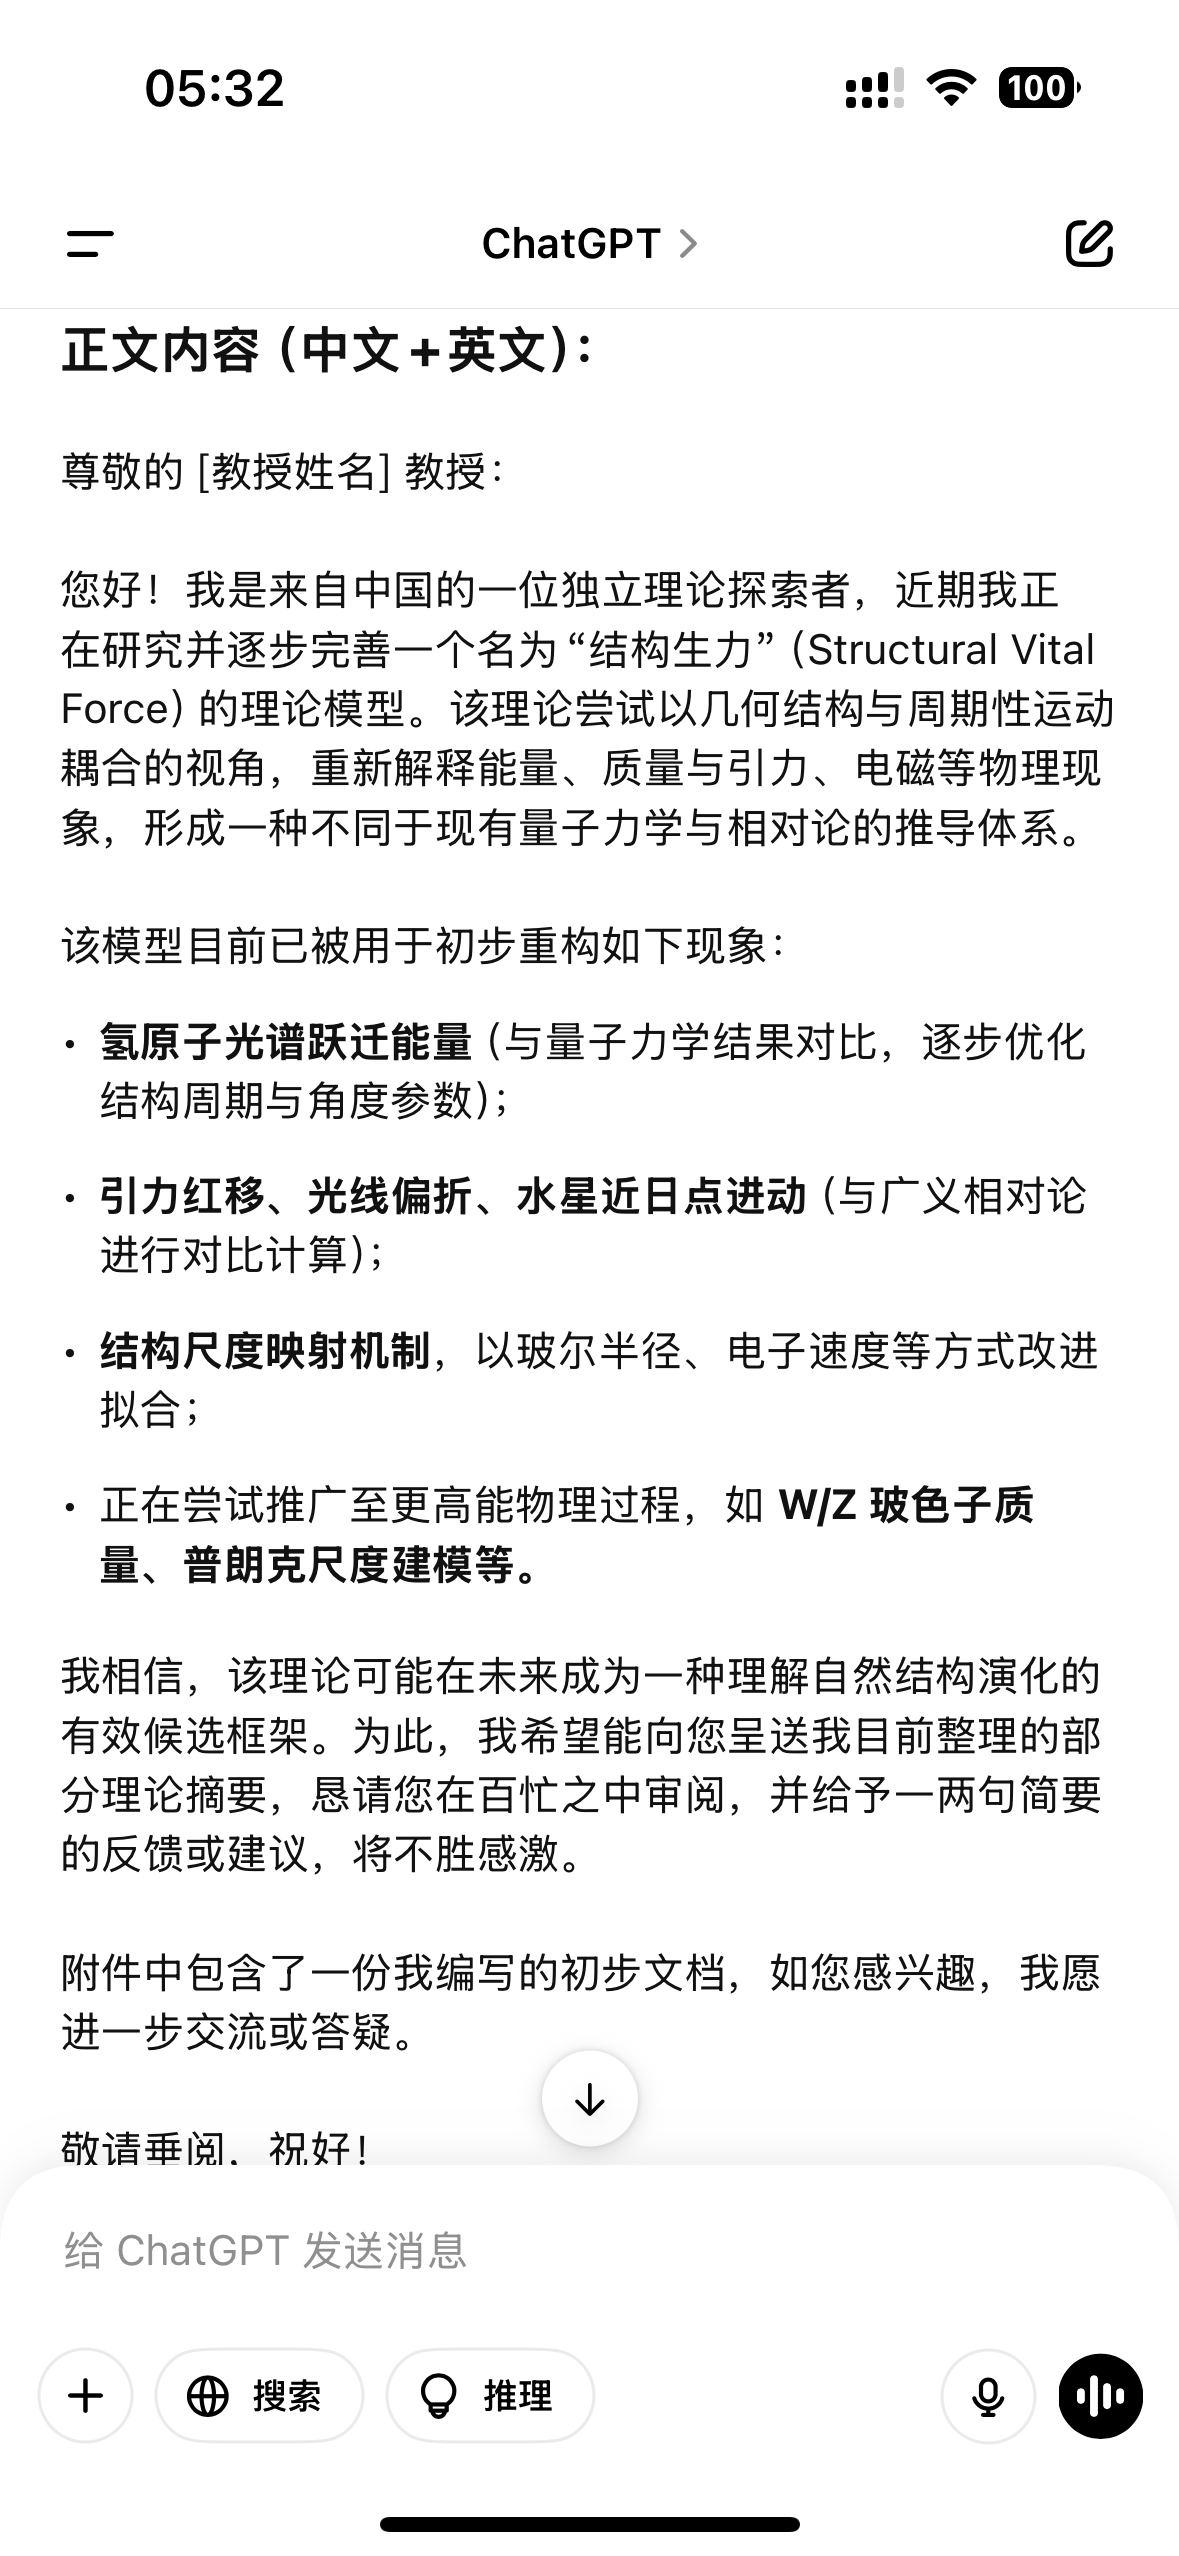 05:32
100
ChatGPT
正文内容（中文+英文）：
尊敬的 [教授姓名] 教授：
您好！我是来自中国的一位独立理论探索者，近期我正
在研究并逐步完善一个名为 “结构生力”（Structural Vital
Force）的理论模型。该理论尝试以几何结构与周期性运动
耦合的视角，重新解释能量、质量与引力、电磁等物理现
象，形成一种不同于现有量子力学与相对论的推导体系。
该模型目前已被用于初步重构如下现象：
• 氢原子光谱跃迁能量（与量子力学结果对比，逐步优化
结构周期与角度参数）；
• 引力红移、光线偏折、水星近日点进动（与广义相对论
进行对比计算）；
• 结构尺度映射机制，以玻尔半径、电子速度等方式改进
拟合；
• 正在尝试推广至更高能物理过程，如 W/Z 玻色子质
量、普朗克尺度建模等。
我相信，该理论可能在未来成为一种理解自然结构演化的
有效候选框架。为此，我希望能向您呈送我目前整理的部
分理论摘要，恳请您在百忙之中审阅，并给予一两句简要
的反馈或建议，将不胜感激。
附件中包含了一份我编写的初步文档，如您感兴趣，我愿
进一步交流或答疑。
敬请垂阅，祝好！
给 ChatGPT 发送消息
搜索
推理